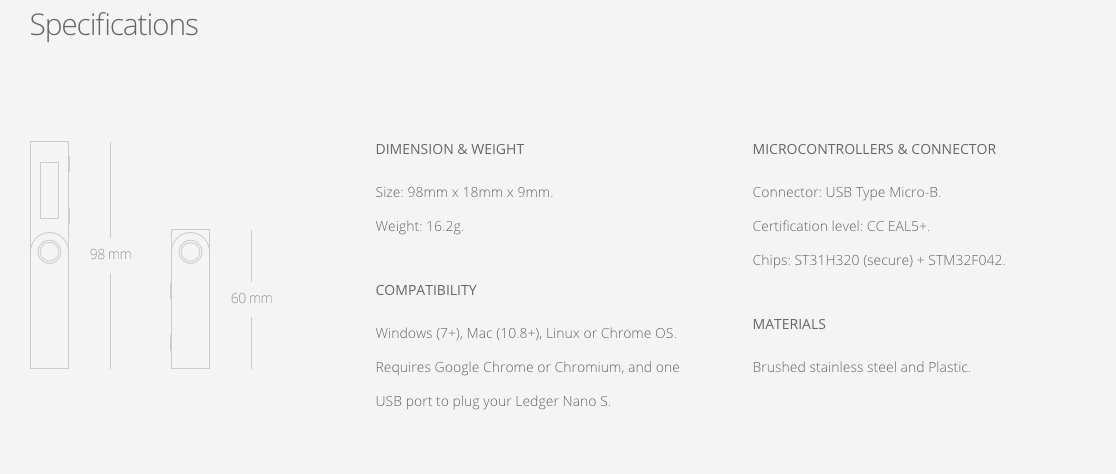 Specifications
98 mm
60 mm
DIMENSION & WEIGHT
Size: 98mm x 18mm x 9mm.
Weight: 16.2g.
COMPATIBILITY
Windows (7+), Mac (10.8+), Linux or Chrome OS.
Requires Google Chrome or Chromium, and one
USB port to plug your Ledger Nano S.
MICROCONTROLLERS & CONNECTOR
Connector: USB Type Micro-B.
Certification level: CC EAL5+.
Chips: ST31H320 (secure) + STM32F042.
MATERIALS
Brushed stainless steel and Plastic.